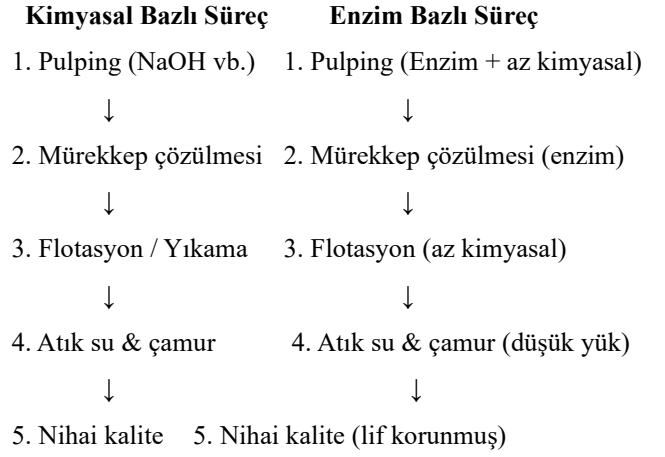 Kimyasal Bazlı Süreç Enzim Bazlı Süreç
1. Pulping (NaOH vb.) 1. Pulping (Enzim + az kimyasal)
↓ ↓
2. Mürekkep çözülmesi 2. Mürekkep çözülmesi (enzim)
↓ ↓
3. Flotasyon / Yıkama 3. Flotasyon (az kimyasal)
↓ ↓
4. Atık su & çamur 4. Atık su & çamur (düşük yük)
↓ ↓
5. Nihai kalite 5. Nihai kalite (lif korunmuş)